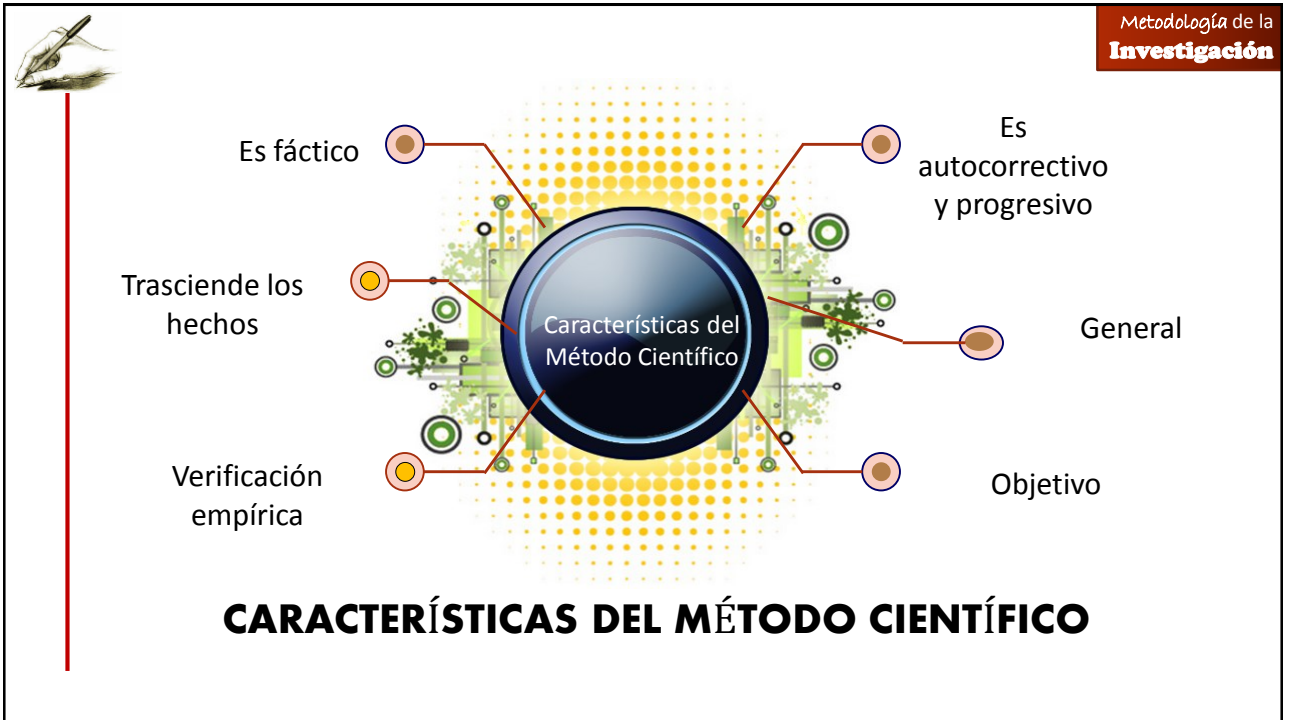 Metodología de la
Investigación
Es fáctico
Trasciende los
hechos
Verificación
empírica
Características del
Método Científico
Es
autocorrectivo
y progresivo
General
Objetivo
CARACTERÍSTICAS DEL MÉTODO CIENTÍFICO